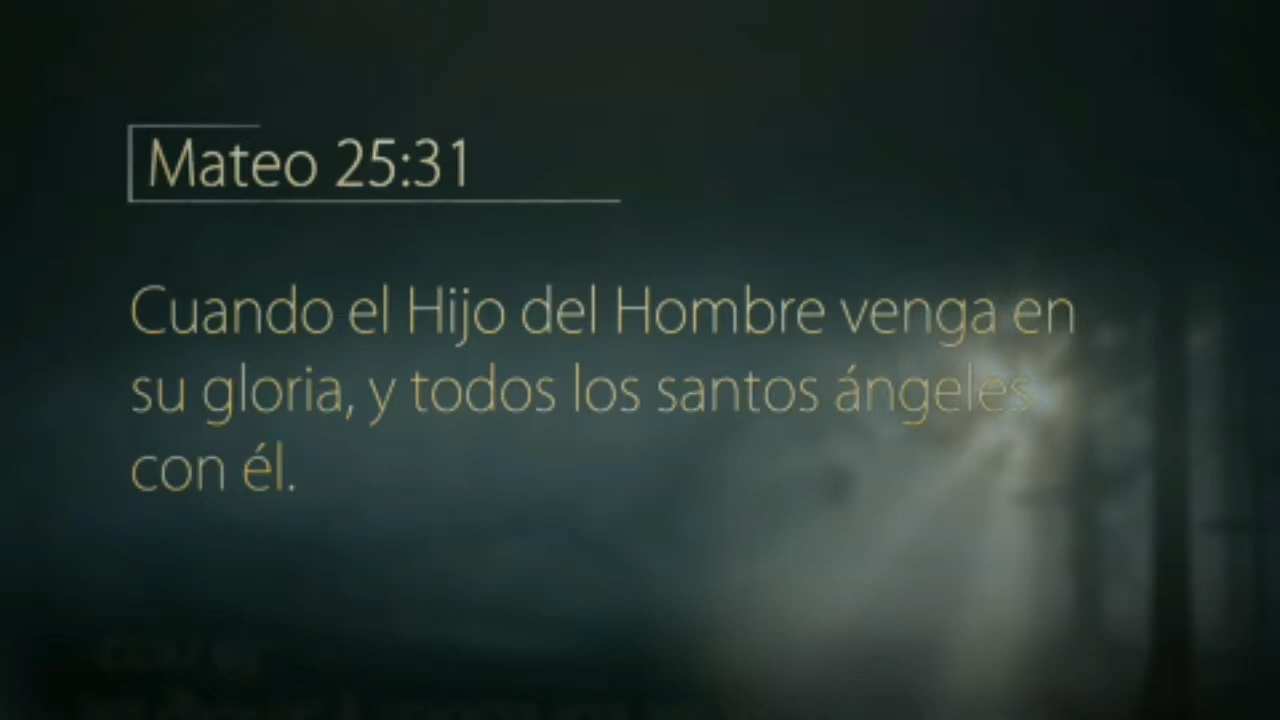 Mateo 25:31
Cuando el Hijo del Hombre venga en
su gloria, y todos los santos ángeles
con él.